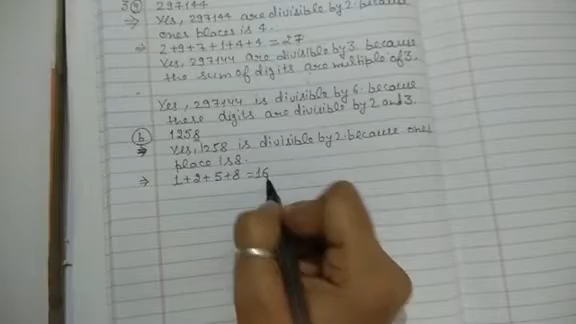 3 (a) 297144
→ Yes, 297144 are divisible by 2. because
ones places is 4.
⇒ 2+9+7+1+4+4=27
Yes, 297144 are divisible by 3. because
the sum of digits are multiple of 3.
Yes, 297144 is divisible by 6. because
these digits are divisible by 2 and 3.
(b) 1258
⇒ Yes, 1258 is divisible by 2. because ones
place is 8.
⇒ 1+2+5+8=16